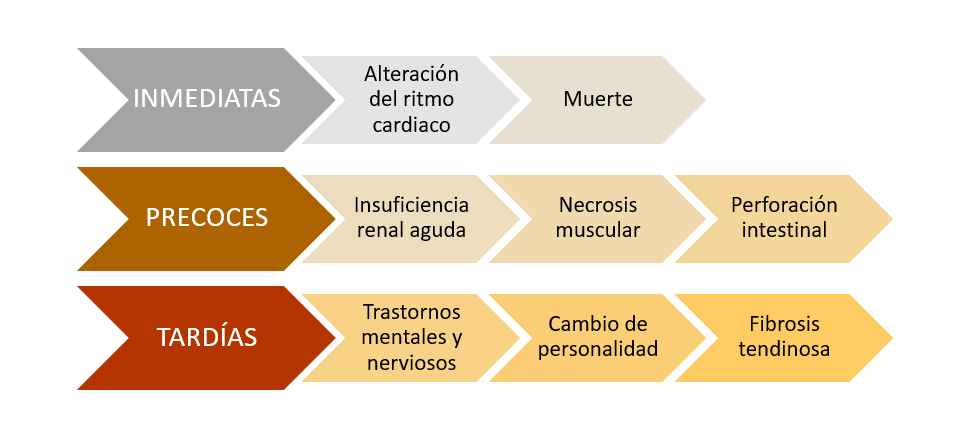 INMEDIATAS
Alteración
del ritmo
cardiaco
Muerte
PRECOCES
Insuficiencia
renal aguda
Necrosis
muscular
Perforación
intestinal
TARDÍAS
Trastornos
mentales y
nerviosos
Cambio de
personalidad
Fibrosis
tendinosa